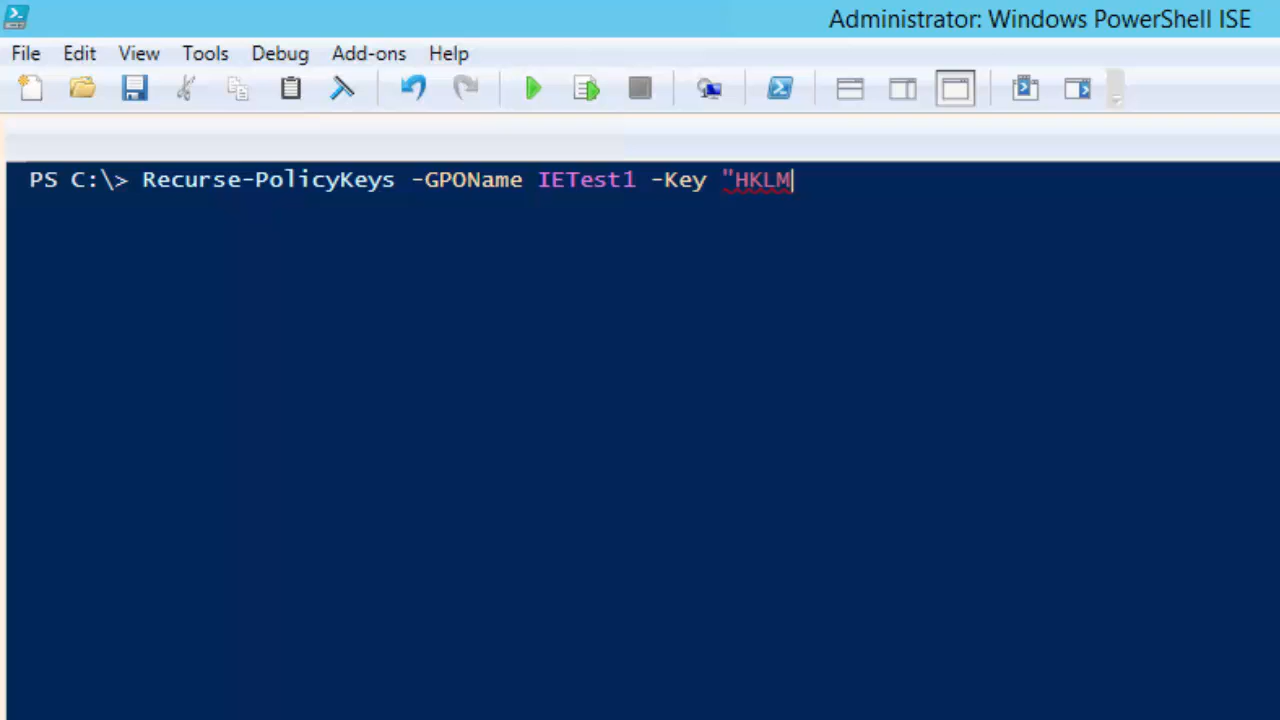 Administrator: Windows PowerShell ISE
File Edit View Tools Debug Add-ons Help
PS C:\> Recurse-PolicyKeys -GPOName IETest1 -Key "HKLM